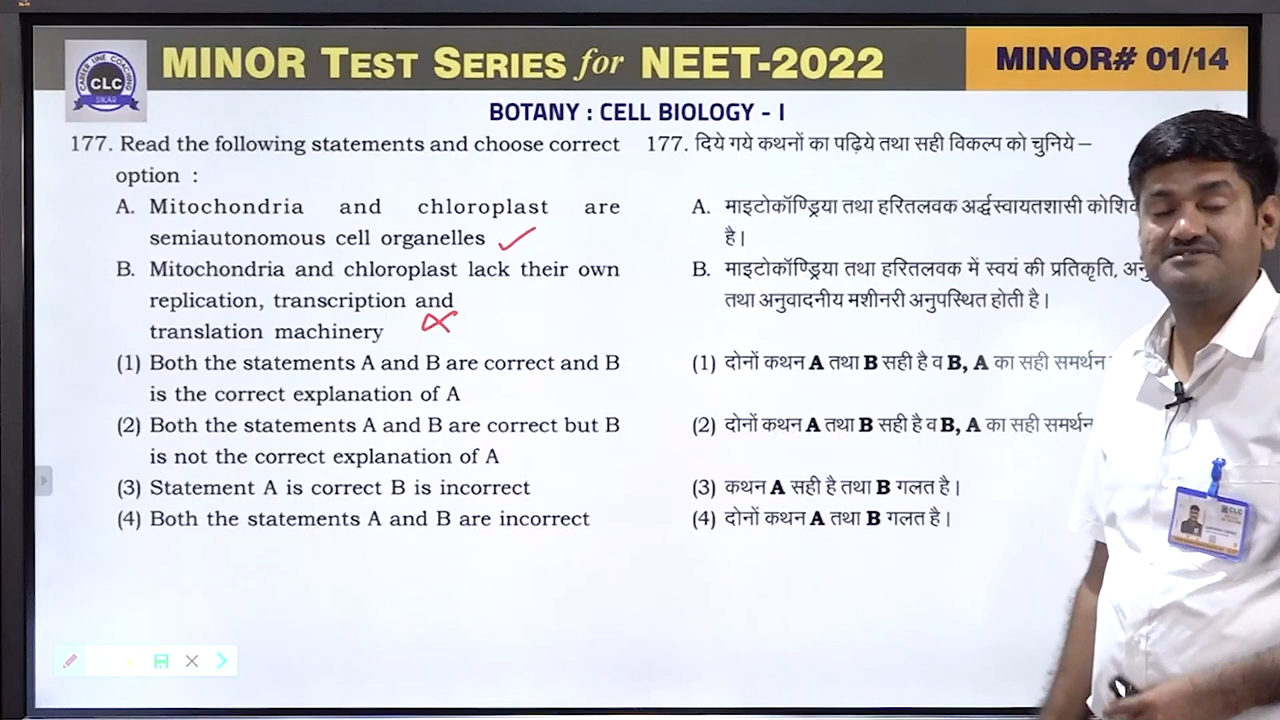 CAREER LINE COACHING
CLC
SIKAR
MINOR TEST SERIES for NEET-2022
MINOR# 01/14
BOTANY : CELL BIOLOGY - I
177. Read the following statements and choose correct
option :
A. Mitochondria and chloroplast are
semiautonomous cell organelles
B. Mitochondria and chloroplast lack their own
replication, transcription and
translation machinery
(1) Both the statements A and B are correct and B
is the correct explanation of A
(2) Both the statements A and B are correct but B
is not the correct explanation of A
(3) Statement A is correct B is incorrect
(4) Both the statements A and B are incorrect
177. दिये गये कथनों का पढ़िये तथा सही विकल्प को चुनिये –
A. माइटोकॉण्ड्रिया तथा हरितलवक अर्द्धस्वायतशासी
है।
B. माइटोकॉण्ड्रिया तथा हरितलवक में स्वयं की प्रतिकृति,
तथा अनुवादनीय मशीनरी अनुपस्थित होती है।
(1) दोनों कथन A तथा B सही है व B, A का सही समर्थन
(2) दोनों कथन A तथा B सही है व B, A का सही समर्थन
(3) कथन A सही है तथा B गलत है।
(4) दोनों कथन A तथा B गलत है।
CLC